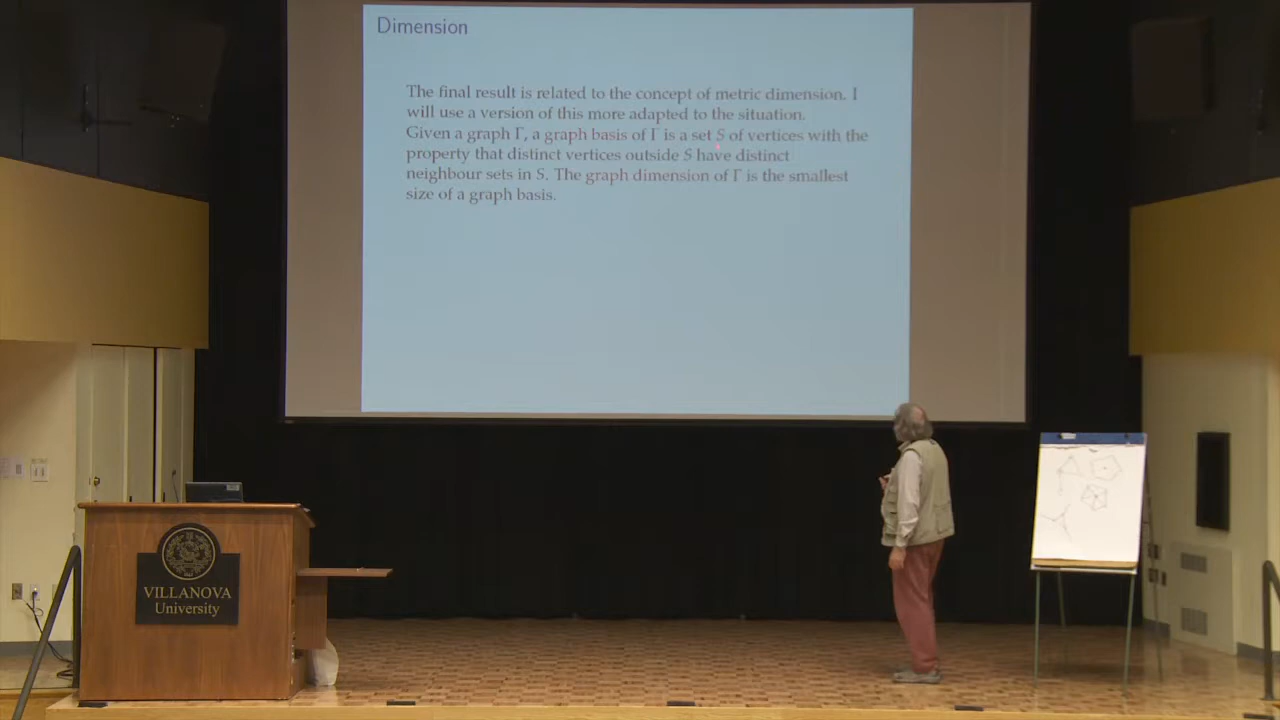 Dimension
The final result is related to the concept of metric dimension. I
will use a version of this more adapted to the situation.
Given a graph Γ, a graph basis of Γ is a set S of vertices with the
property that distinct vertices outside S have distinct
neighbour sets in S. The graph dimension of Γ is the smallest
size of a graph basis.
VILLANOVA
University